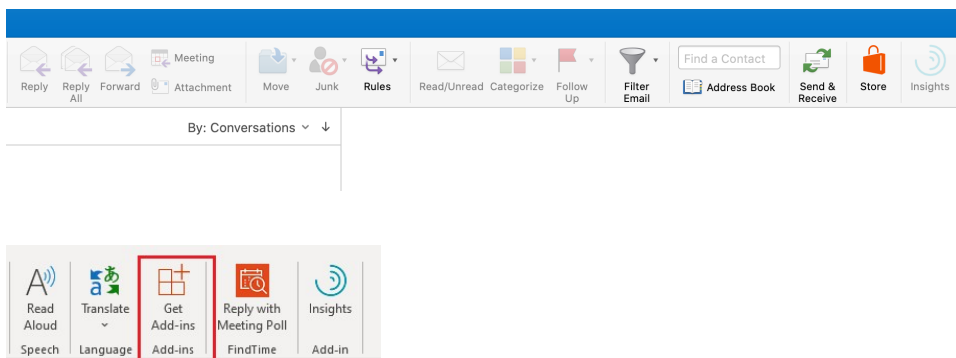 Reply
Reply
All
Forward
Meeting
Attachment
Move
Junk
Rules
Read/Unread
Categorize
Follow
Up
Filter
Email
Find a Contact
Address Book
Send &
Receive
Store
Insights
By: Conversations
Read
Aloud
Speech
Translate
Language
Get
Add-ins
Add-ins
Reply with
Meeting Poll
FindTime
Insights
Add-in